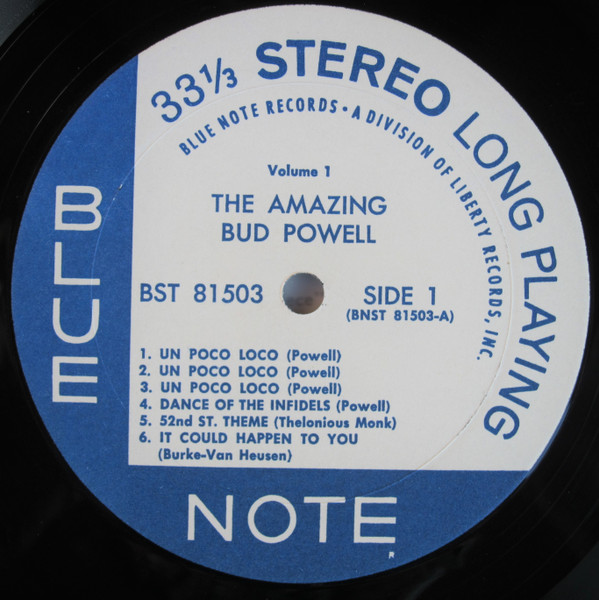 33⅓ STEREO LONG PLAYING
BLUE NOTE RECORDS • A DIVISION OF LIBERTY RECORDS, INC.
Volume 1
THE AMAZING
BUD POWELL
BST 81503
SIDE 1
(BNST 81503-A)
1. UN POCO LOCO (Powell)
2. UN POCO LOCO (Powell)
3. UN POCO LOCO (Powell)
4. DANCE OF THE INFIDELS (Powell)
5. 52nd ST. THEME (Thelonious Monk)
6. IT COULD HAPPEN TO YOU
(Burke-Van Heusen)
BLUE
NOTE
R